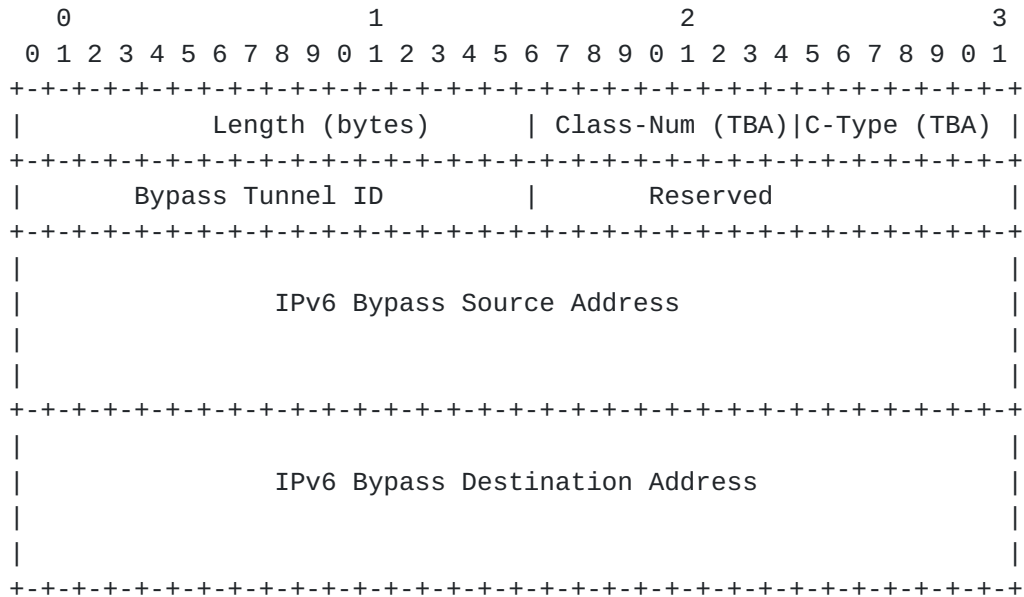 0                   1                   2                   3
 0 1 2 3 4 5 6 7 8 9 0 1 2 3 4 5 6 7 8 9 0 1 2 3 4 5 6 7 8 9 0 1
+-+-+-+-+-+-+-+-+-+-+-+-+-+-+-+-+-+-+-+-+-+-+-+-+-+-+-+-+-+-+-+-+
|            Length (bytes)      | Class-Num (TBA)|C-Type (TBA) |
+-+-+-+-+-+-+-+-+-+-+-+-+-+-+-+-+-+-+-+-+-+-+-+-+-+-+-+-+-+-+-+-+
|       Bypass Tunnel ID         |       Reserved               |
+-+-+-+-+-+-+-+-+-+-+-+-+-+-+-+-+-+-+-+-+-+-+-+-+-+-+-+-+-+-+-+-+
|                                                               |
|                IPv6 Bypass Source Address                     |
|                                                               |
|                                                               |
+-+-+-+-+-+-+-+-+-+-+-+-+-+-+-+-+-+-+-+-+-+-+-+-+-+-+-+-+-+-+-+-+
|                                                               |
|                IPv6 Bypass Destination Address                |
|                                                               |
|                                                               |
+-+-+-+-+-+-+-+-+-+-+-+-+-+-+-+-+-+-+-+-+-+-+-+-+-+-+-+-+-+-+-+-+